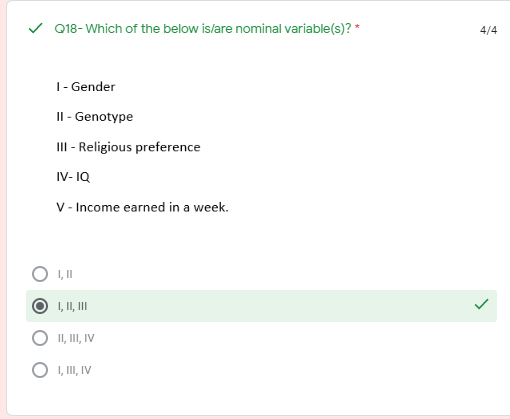 Q18- Which of the below is/are nominal variable(s)? *
4/4
I - Gender
II - Genotype
III - Religious preference
IV- IQ
V - Income earned in a week.
I, II
I, II, III
II, III, IV
I, III, IV